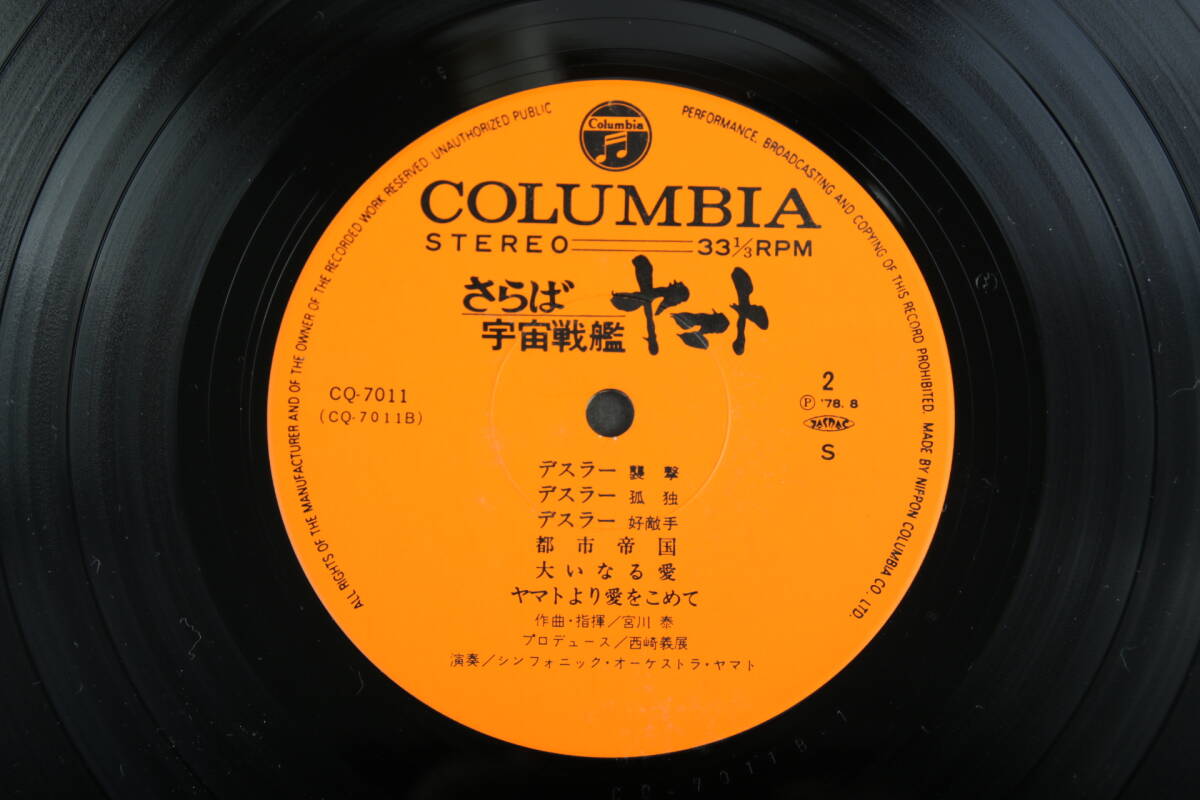 Columbia
ALL RIGHTS OF THE MANUFACTURER AND OF THE OWNER OF THE RECORDED WORK RESERVED UNAUTHORIZED PUBLIC PERFORMANCE, BROADCASTING AND COPYING OF THIS RECORD PROHIBITED. MADE BY NIPPON COLUMBIA CO., LTD.
COLUMBIA
STEREO 33⅓RPM
さらば
宇宙戦艦 ヤマト
CQ-7011
(CQ-7011B)
2
Ⓟ '78. 8
JASRAC
S
デスラー 襲撃
デスラー 孤独
デスラー 好敵手
都市帝国
大いなる愛
ヤマトより愛をこめて
作曲・指揮/宮川 泰
プロデュース/西崎義展
演奏/シンフォニック・オーケストラ・ヤマト